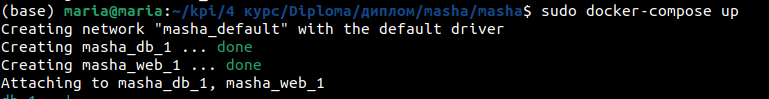 (base) maria@maria:~/kpi/4 курс/Diploma/диплом/masha/masha$ sudo docker-compose up
Creating network "masha_default" with the default driver
Creating masha_db_1 ... done
Creating masha_web_1 ... done
Attaching to masha_db_1, masha_web_1